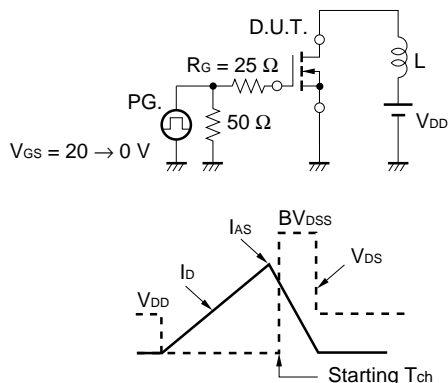 D.U.T.
RG = 25 Ω
L
PG.
50 Ω
VDD
VGS = 20 → 0 V
BVDSS
IAS
ID
VDS
VDD
Starting Tch